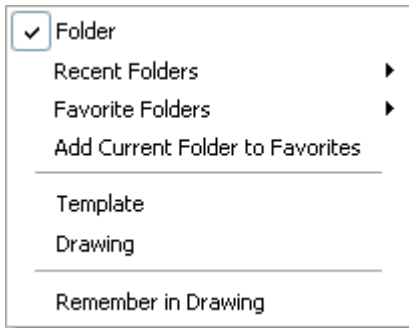 Folder
Recent Folders
Favorite Folders
Add Current Folder to Favorites
Template
Drawing
Remember in Drawing